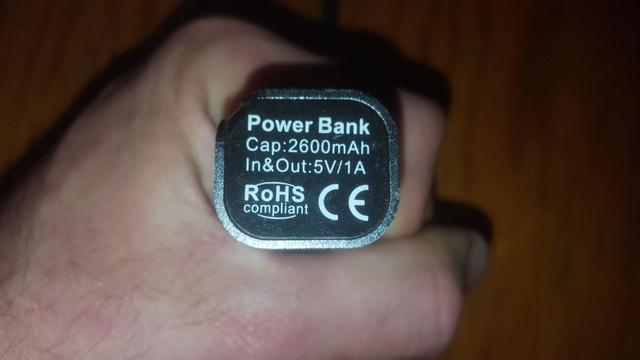 Power Bank
Cap:2600mAh
In&Out:5V/1A
RoHS
compliant
CE